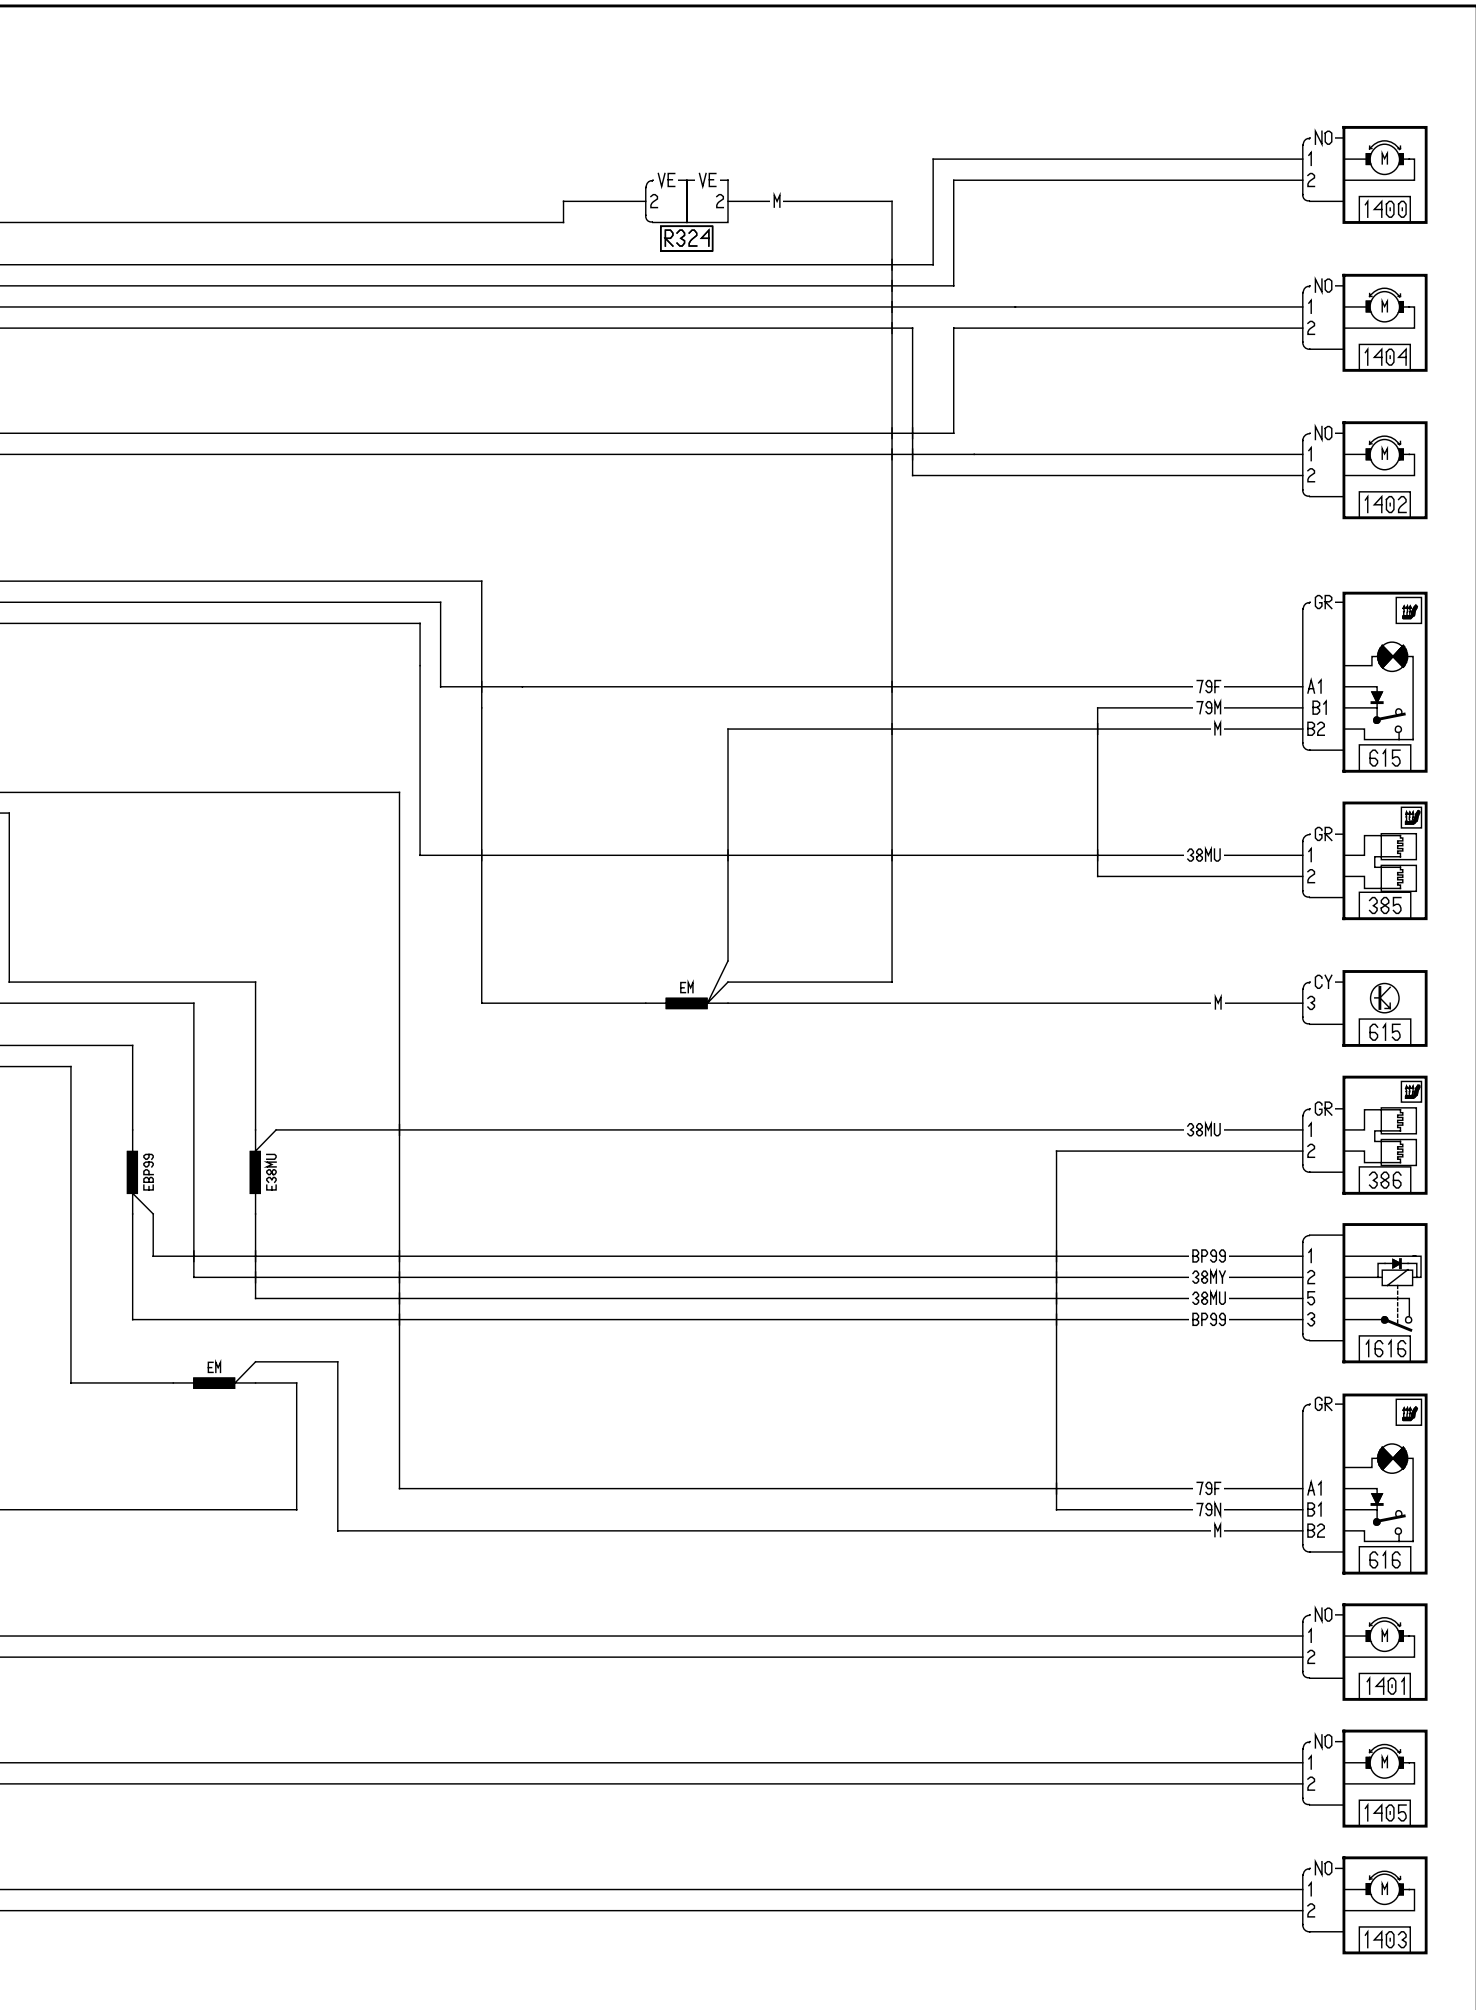 NO
1 M
2
1400
VE VE
2 2 M
R324
NO
1 M
2
1404
NO
1 M
2
1402
GR
79F A1
79M B1
M B2
615
GR
38MU 1
2
385
EM
CY
M 3
615
GR
38MU 1
2
386
EBP99
E38MU
BP99 1
38MY 2
38MU 5
BP99 3
1616
EM
GR
79F A1
79N B1
M B2
616
NO
1 M
2
1401
NO
1 M
2
1405
NO
1 M
2
1403